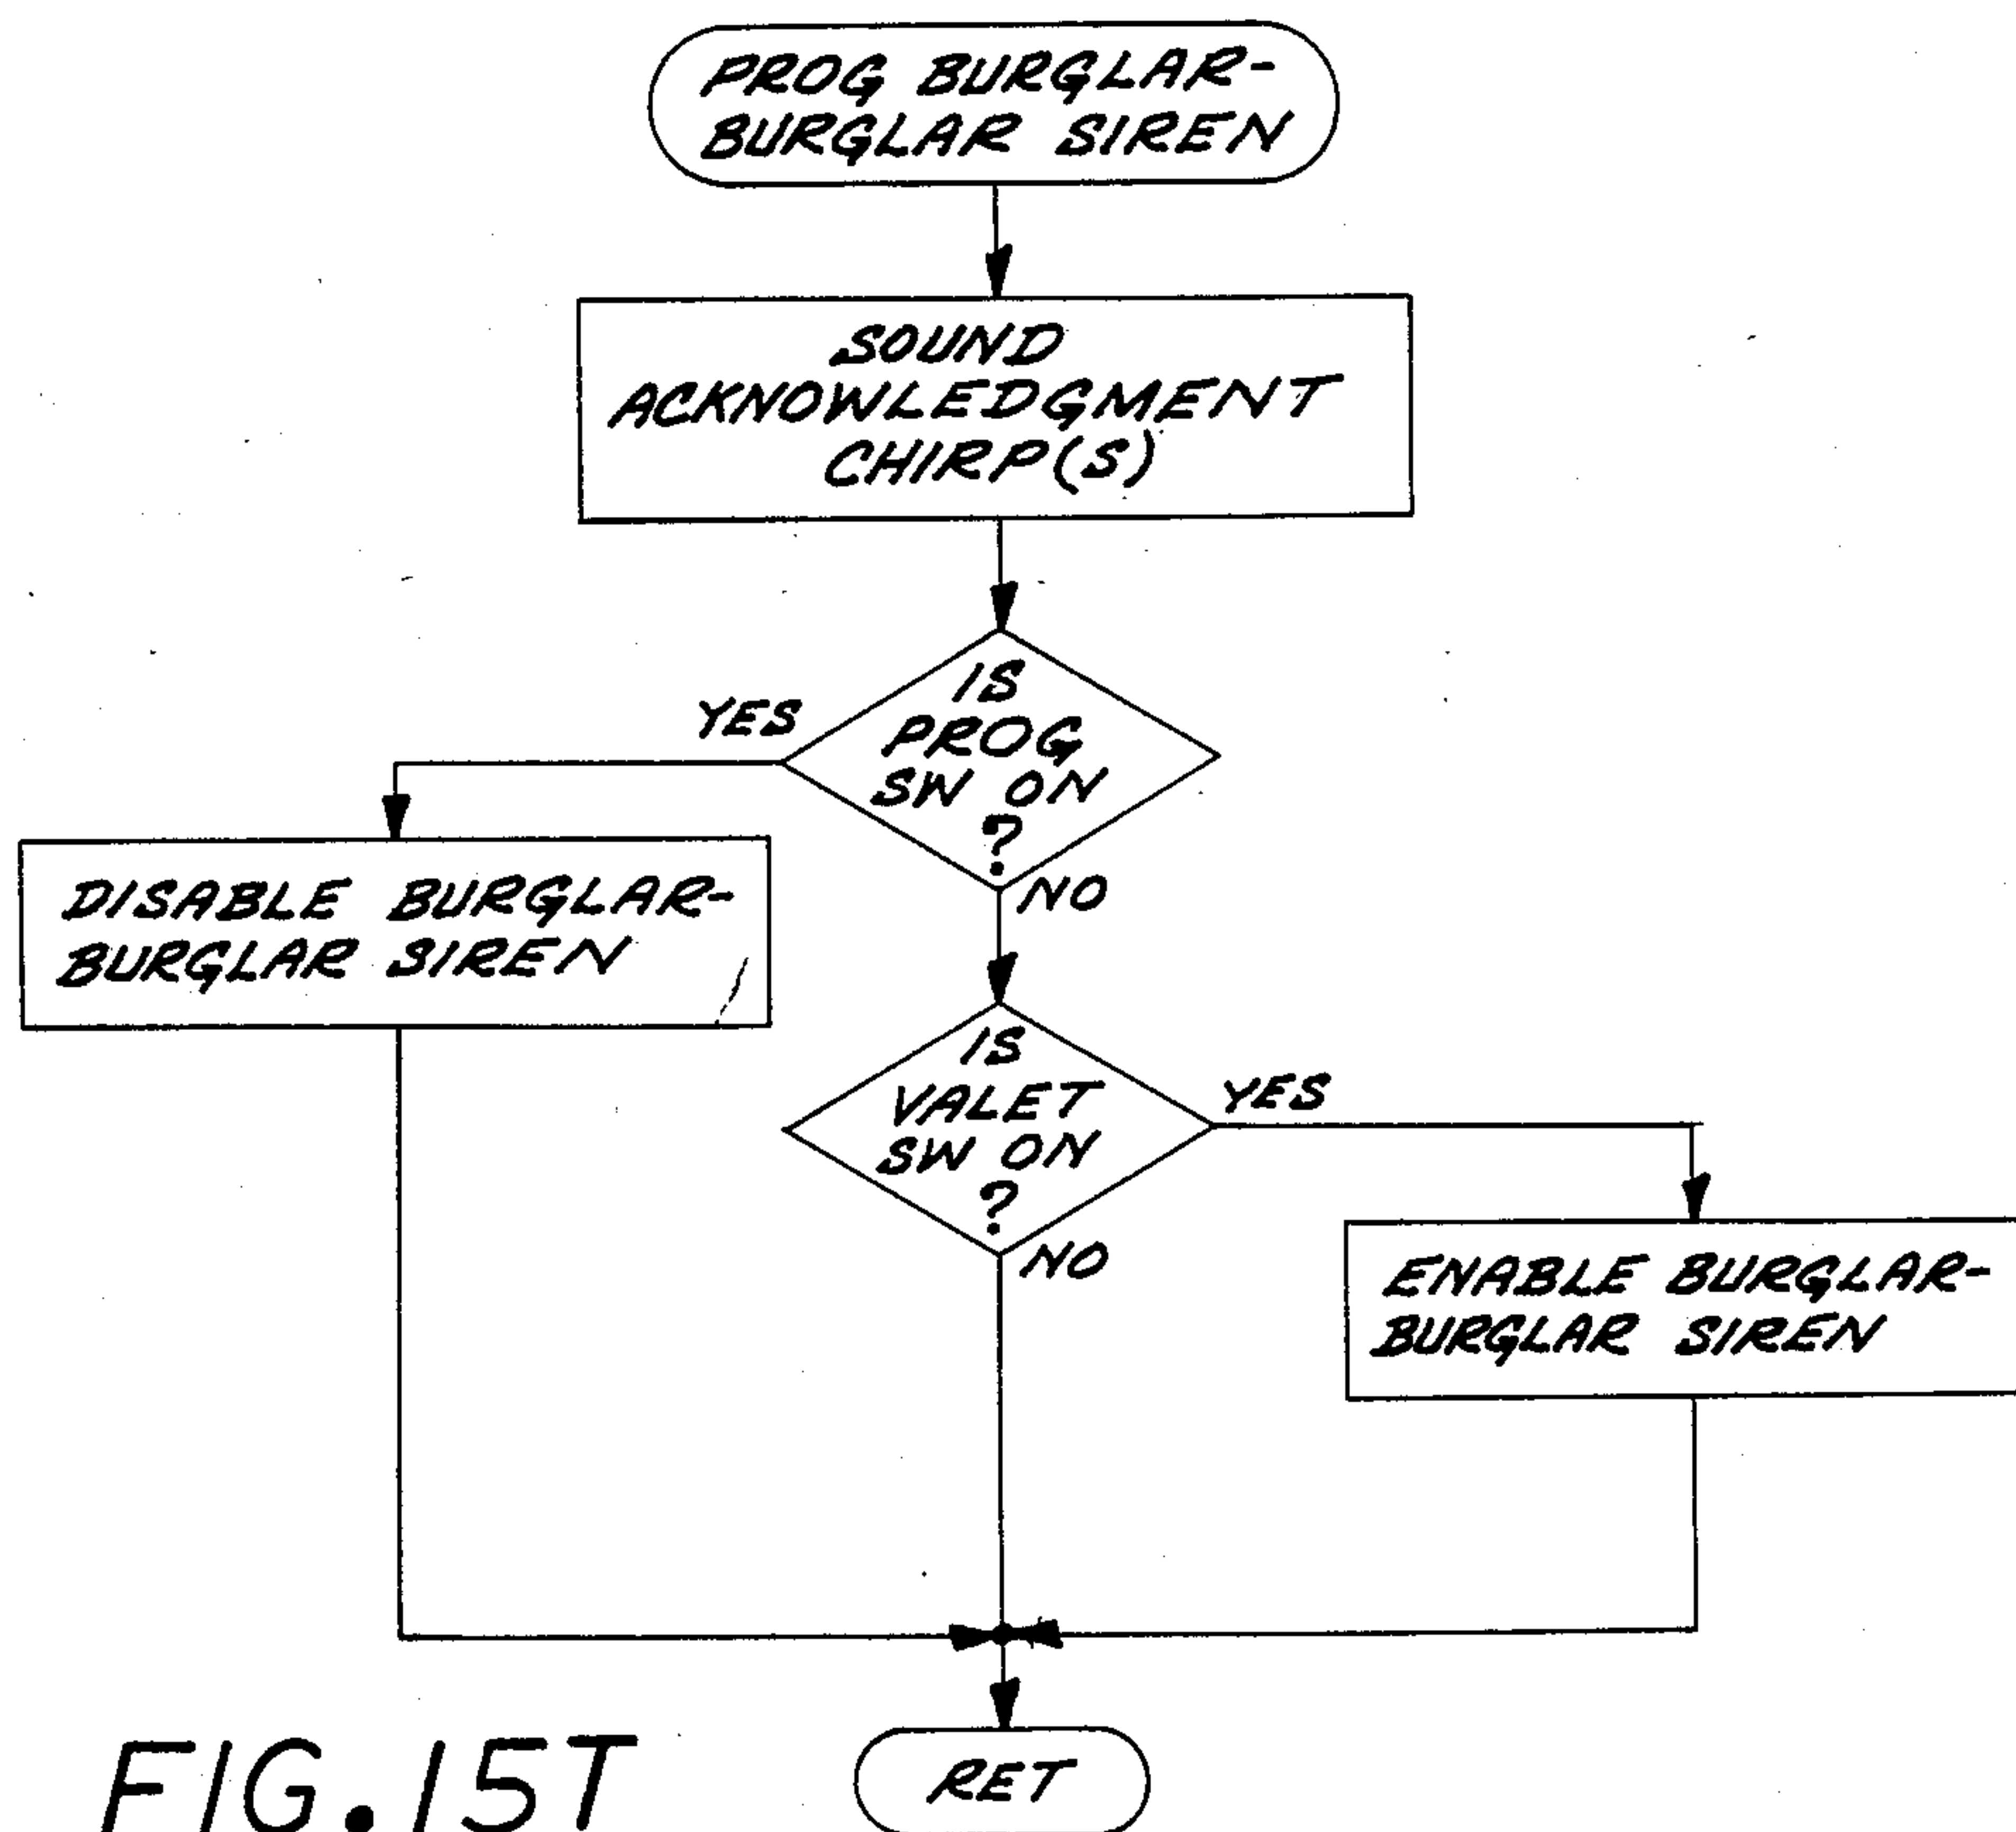 PROG BURGLAR-
BURGLAR SIREN
SOUND
ACKNOWLEDGMENT
CHIRP(S)
IS
PROG
SW ON
?
YES
NO
DISABLE BURGLAR-
BURGLAR SIREN
IS
VALET
SW ON
?
YES
NO
ENABLE BURGLAR-
BURGLAR SIREN
RET
FIG. 15T